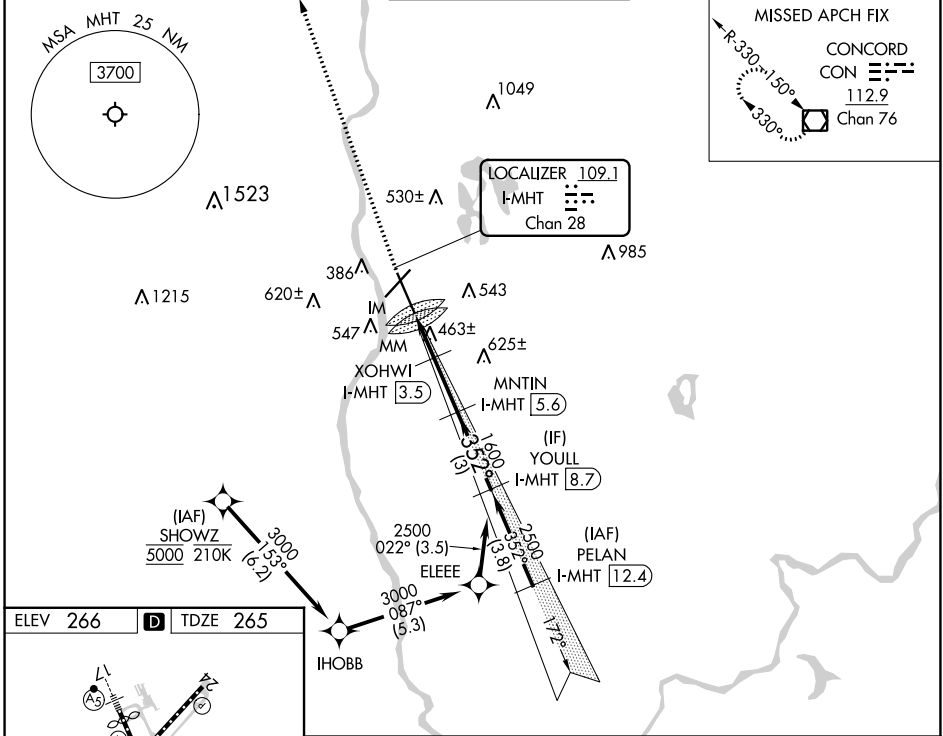 MSA MHT 25 NM
3700
MISSED APCH FIX
R-330
150°
330°
CONCORD
CON
112.9
Chan 76
1049
LOCALIZER 109.1
I-MHT
Chan 28
1523
530±
985
386
1215
620±
543
IM
547
463±
MM
625±
XOHWI
I-MHT 3.5
MNTIN
I-MHT 5.6
1600
352°
(3)
(IF)
YOULL
I-MHT 8.7
2500
352°
(3.8)
(IAF)
PELAN
I-MHT 12.4
172°
(IAF)
SHOWZ
5000 210K
3000
153°
(6.2)
2500
022° (3.5)
ELEEE
3000
087°
(5.3)
IHOBB
ELEV 266
D
TDZE 265
17
A5
24
P